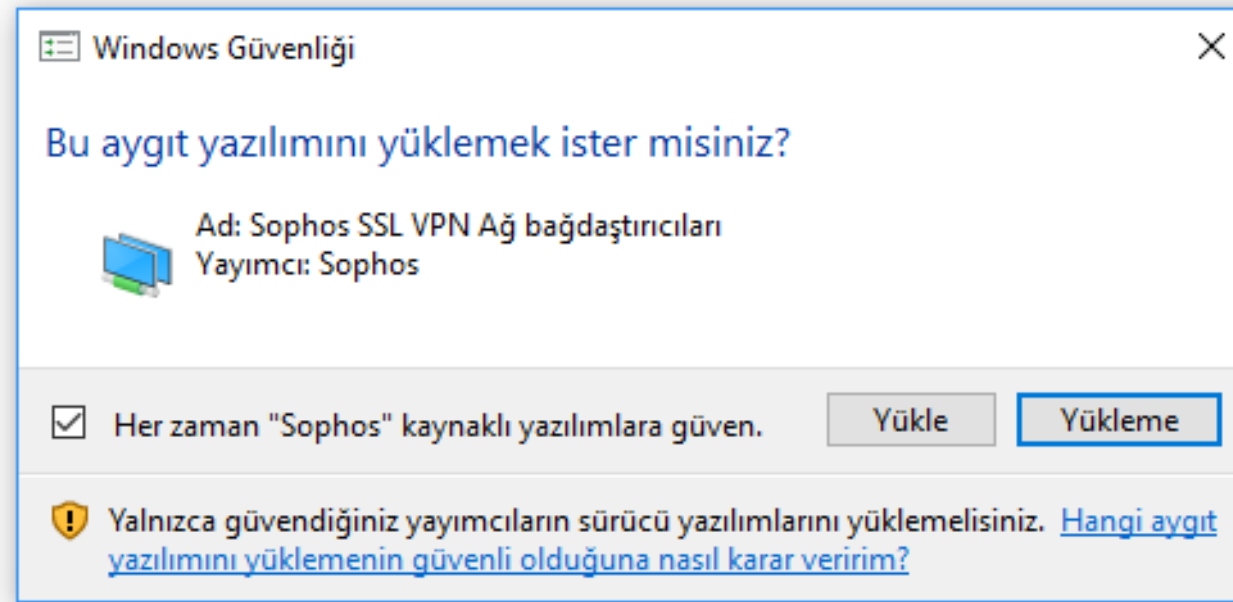 Windows Güvenliği
Bu aygıt yazılımını yüklemek ister misiniz?
Ad: Sophos SSL VPN Ağ bağdaştırıcıları
Yayımcı: Sophos
Her zaman "Sophos" kaynaklı yazılımlara güven.
Yükle
Yükleme
Yalnızca güvendiğiniz yayımcıların sürücü yazılımlarını yüklemelisiniz. Hangi aygıt
yazılımını yüklemenin güvenli olduğuna nasıl karar veririm?